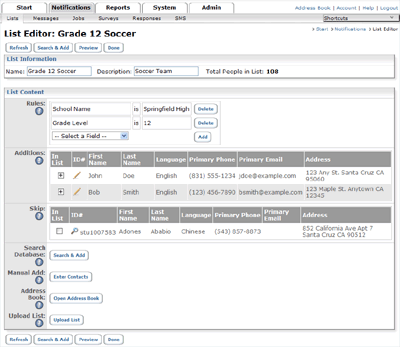 Start Notifications Reports System Admin
Address Book | Account | Help | Logout
Lists Messages Jobs Surveys Responses SMS
Shortcuts
List Editor: Grade 12 Soccer
Start > Notifications > List Editor
Refresh Search & Add Preview Done
List Information
Name: Grade 12 Soccer Description: Soccer Team Total People in List: 108
List Content
Rules:
School Name is Springfield High Delete
Grade Level is 12 Delete
-- Select a Field -- Add
Additions:
In List ID# First Name Last Name Language Primary Phone Primary Email Address
John Doe English (831) 555-1234 jdoe@example.com 123 Any St. Santa Cruz CA 95060
Bob Smith English (123) 456-7890 bsmith@example.com 123 Maple St. Anytown CA 12345
Skip:
In List ID# First Name Last Name Language Primary Phone Primary Email Address
stu1007583 Adones Ababio Chinese (343) 857-8873 852 California Ave Apt 7 Santa Cruz CA 90512
Search Database: Search & Add
Manual Add: Enter Contacts
Address Book: Open Address Book
Upload List: Upload List
Refresh Search & Add Preview Done